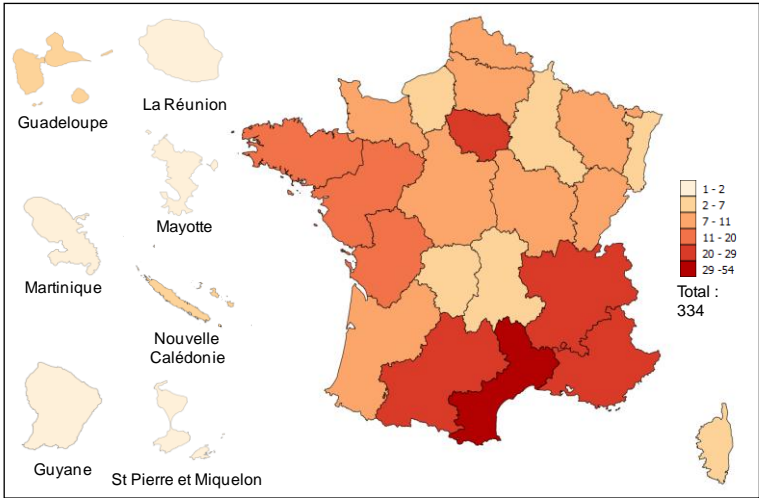 Guadeloupe
La Réunion
Mayotte
Martinique
Nouvelle
Calédonie
Guyane
St Pierre et Miquelon
1 - 2
2 - 7
7 - 11
11 - 20
20 - 29
29 -54
Total :
334